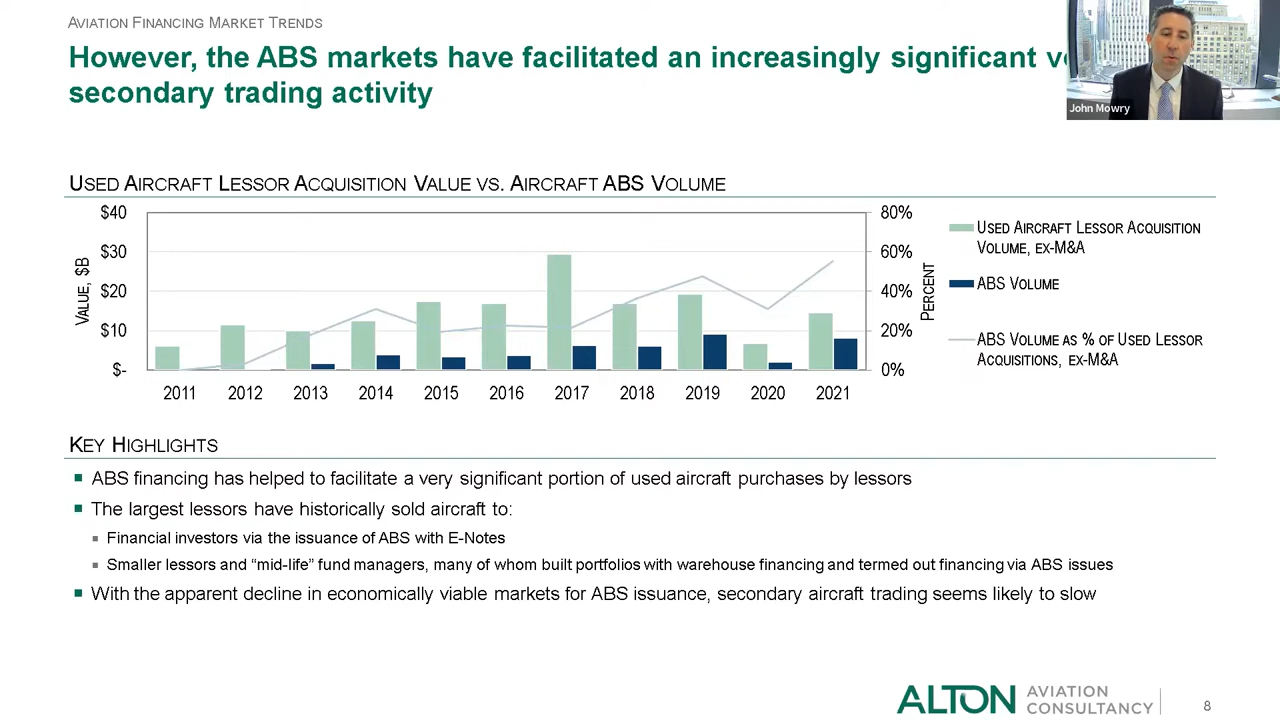 AVIATION FINANCING MARKET TRENDS
However, the ABS markets have facilitated an increasingly significant
secondary trading activity
John Mowry
USED AIRCRAFT LESSOR ACQUISITION VALUE VS. AIRCRAFT ABS VOLUME
$40
$30
$20
$10
$-
VALUE, $B
80%
60%
40%
20%
0%
PERCENT
2011 2012 2013 2014 2015 2016 2017 2018 2019 2020 2021
USED AIRCRAFT LESSOR ACQUISITION
VOLUME, EX-M&A
ABS VOLUME
ABS VOLUME AS % OF USED LESSOR
ACQUISITIONS, EX-M&A
KEY HIGHLIGHTS
ABS financing has helped to facilitate a very significant portion of used aircraft purchases by lessors
The largest lessors have historically sold aircraft to:
Financial investors via the issuance of ABS with E-Notes
Smaller lessors and “mid-life” fund managers, many of whom built portfolios with warehouse financing and termed out financing via ABS issues
With the apparent decline in economically viable markets for ABS issuance, secondary aircraft trading seems likely to slow
ALTON AVIATION
CONSULTANCY
8